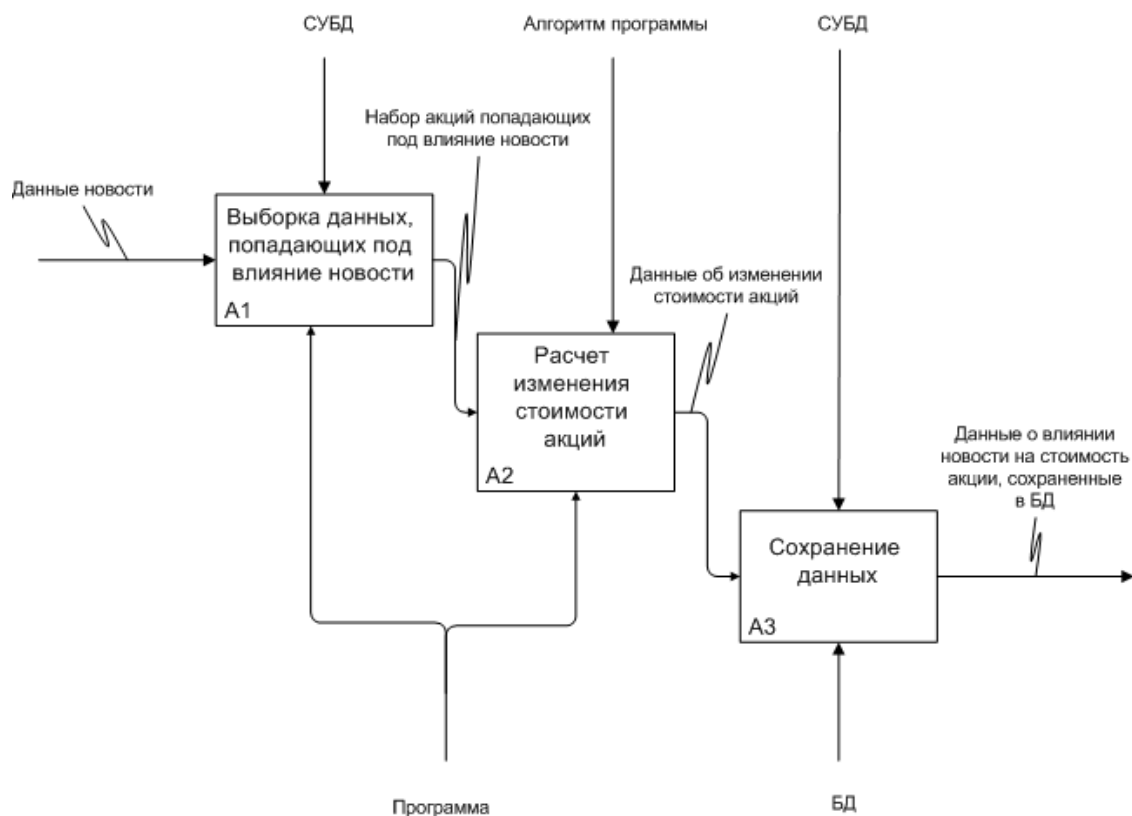 СУБД
Алгоритм программы
СУБД
Набор акций попадающих
под влияние новости
Данные новости
Выборка данных,
попадающих под
влияние новости
А1
Данные об изменении
стоимости акций
Расчет
изменения
стоимости
акций
А2
Данные о влиянии
новости на стоимость
акции, сохраненные
в БД
Сохранение
данных
А3
Программа
БД